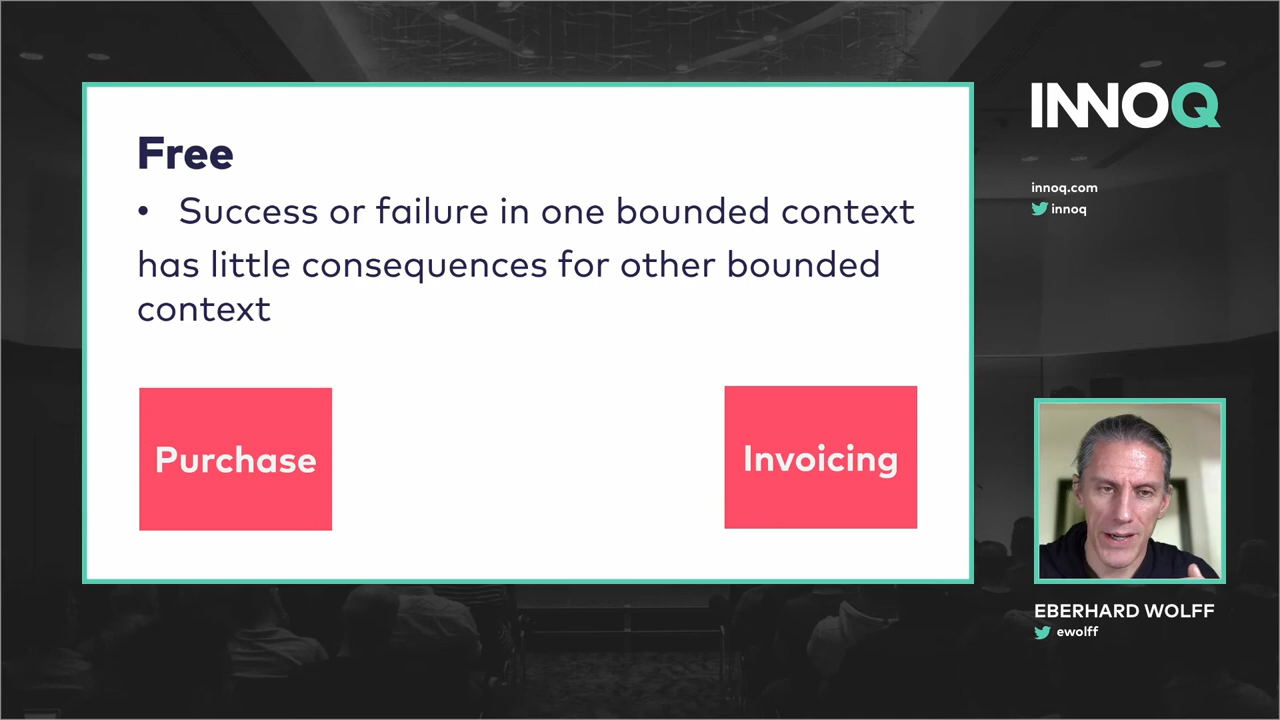 Free
• Success or failure in one bounded context
has little consequences for other bounded
context
Purchase
Invoicing
INNOQ
innoq.com
innoq
EBERHARD WOLFF
ewolff